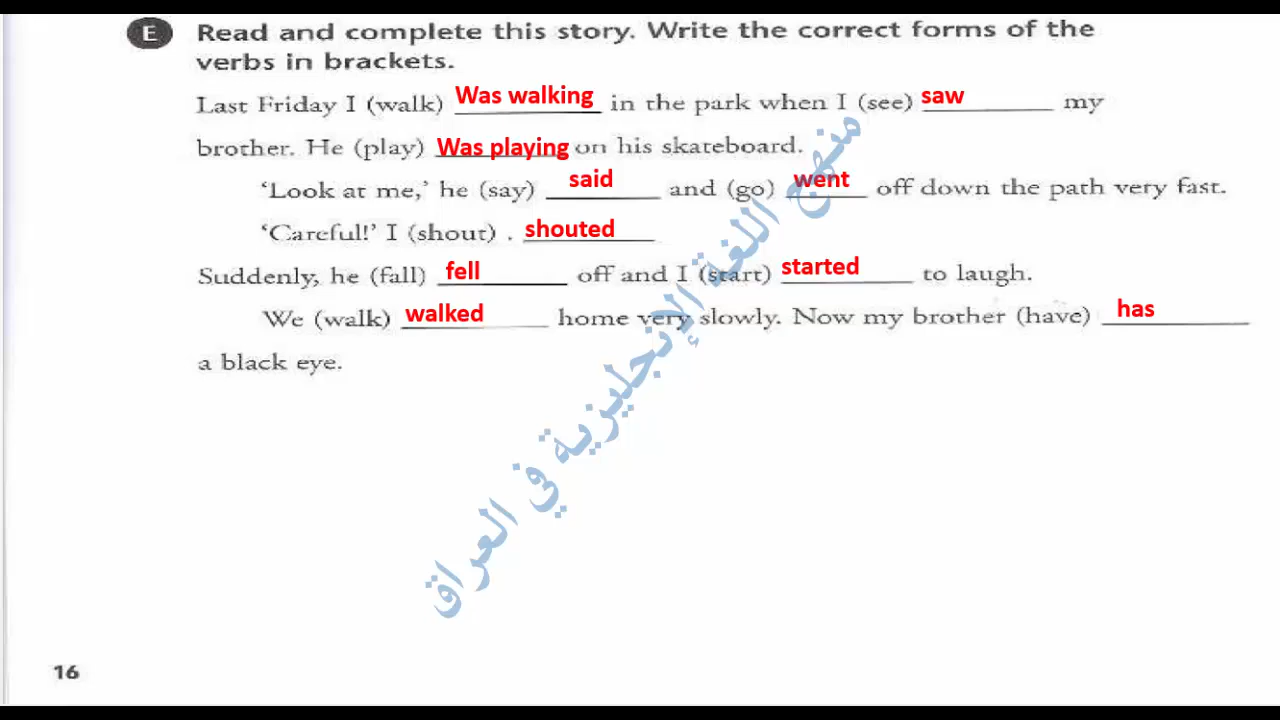 E Read and complete this story. Write the correct forms of the
verbs in brackets.
Last Friday I (walk) Was walking in the park when I (see) saw my
brother. He (play) Was playing on his skateboard.
‘Look at me,’ he (say) said and (go) went off down the path very fast.
‘Careful!’ I (shout) . shouted
Suddenly, he (fall) fell off and I (start) started to laugh.
We (walk) walked home very slowly. Now my brother (have) has
a black eye.
منهج اللغة الإنجليزية في العراق
16